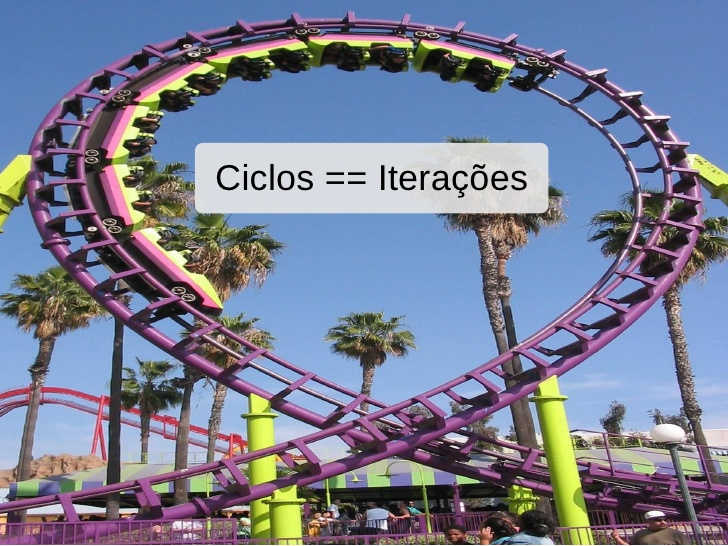 Ciclos == Iterações